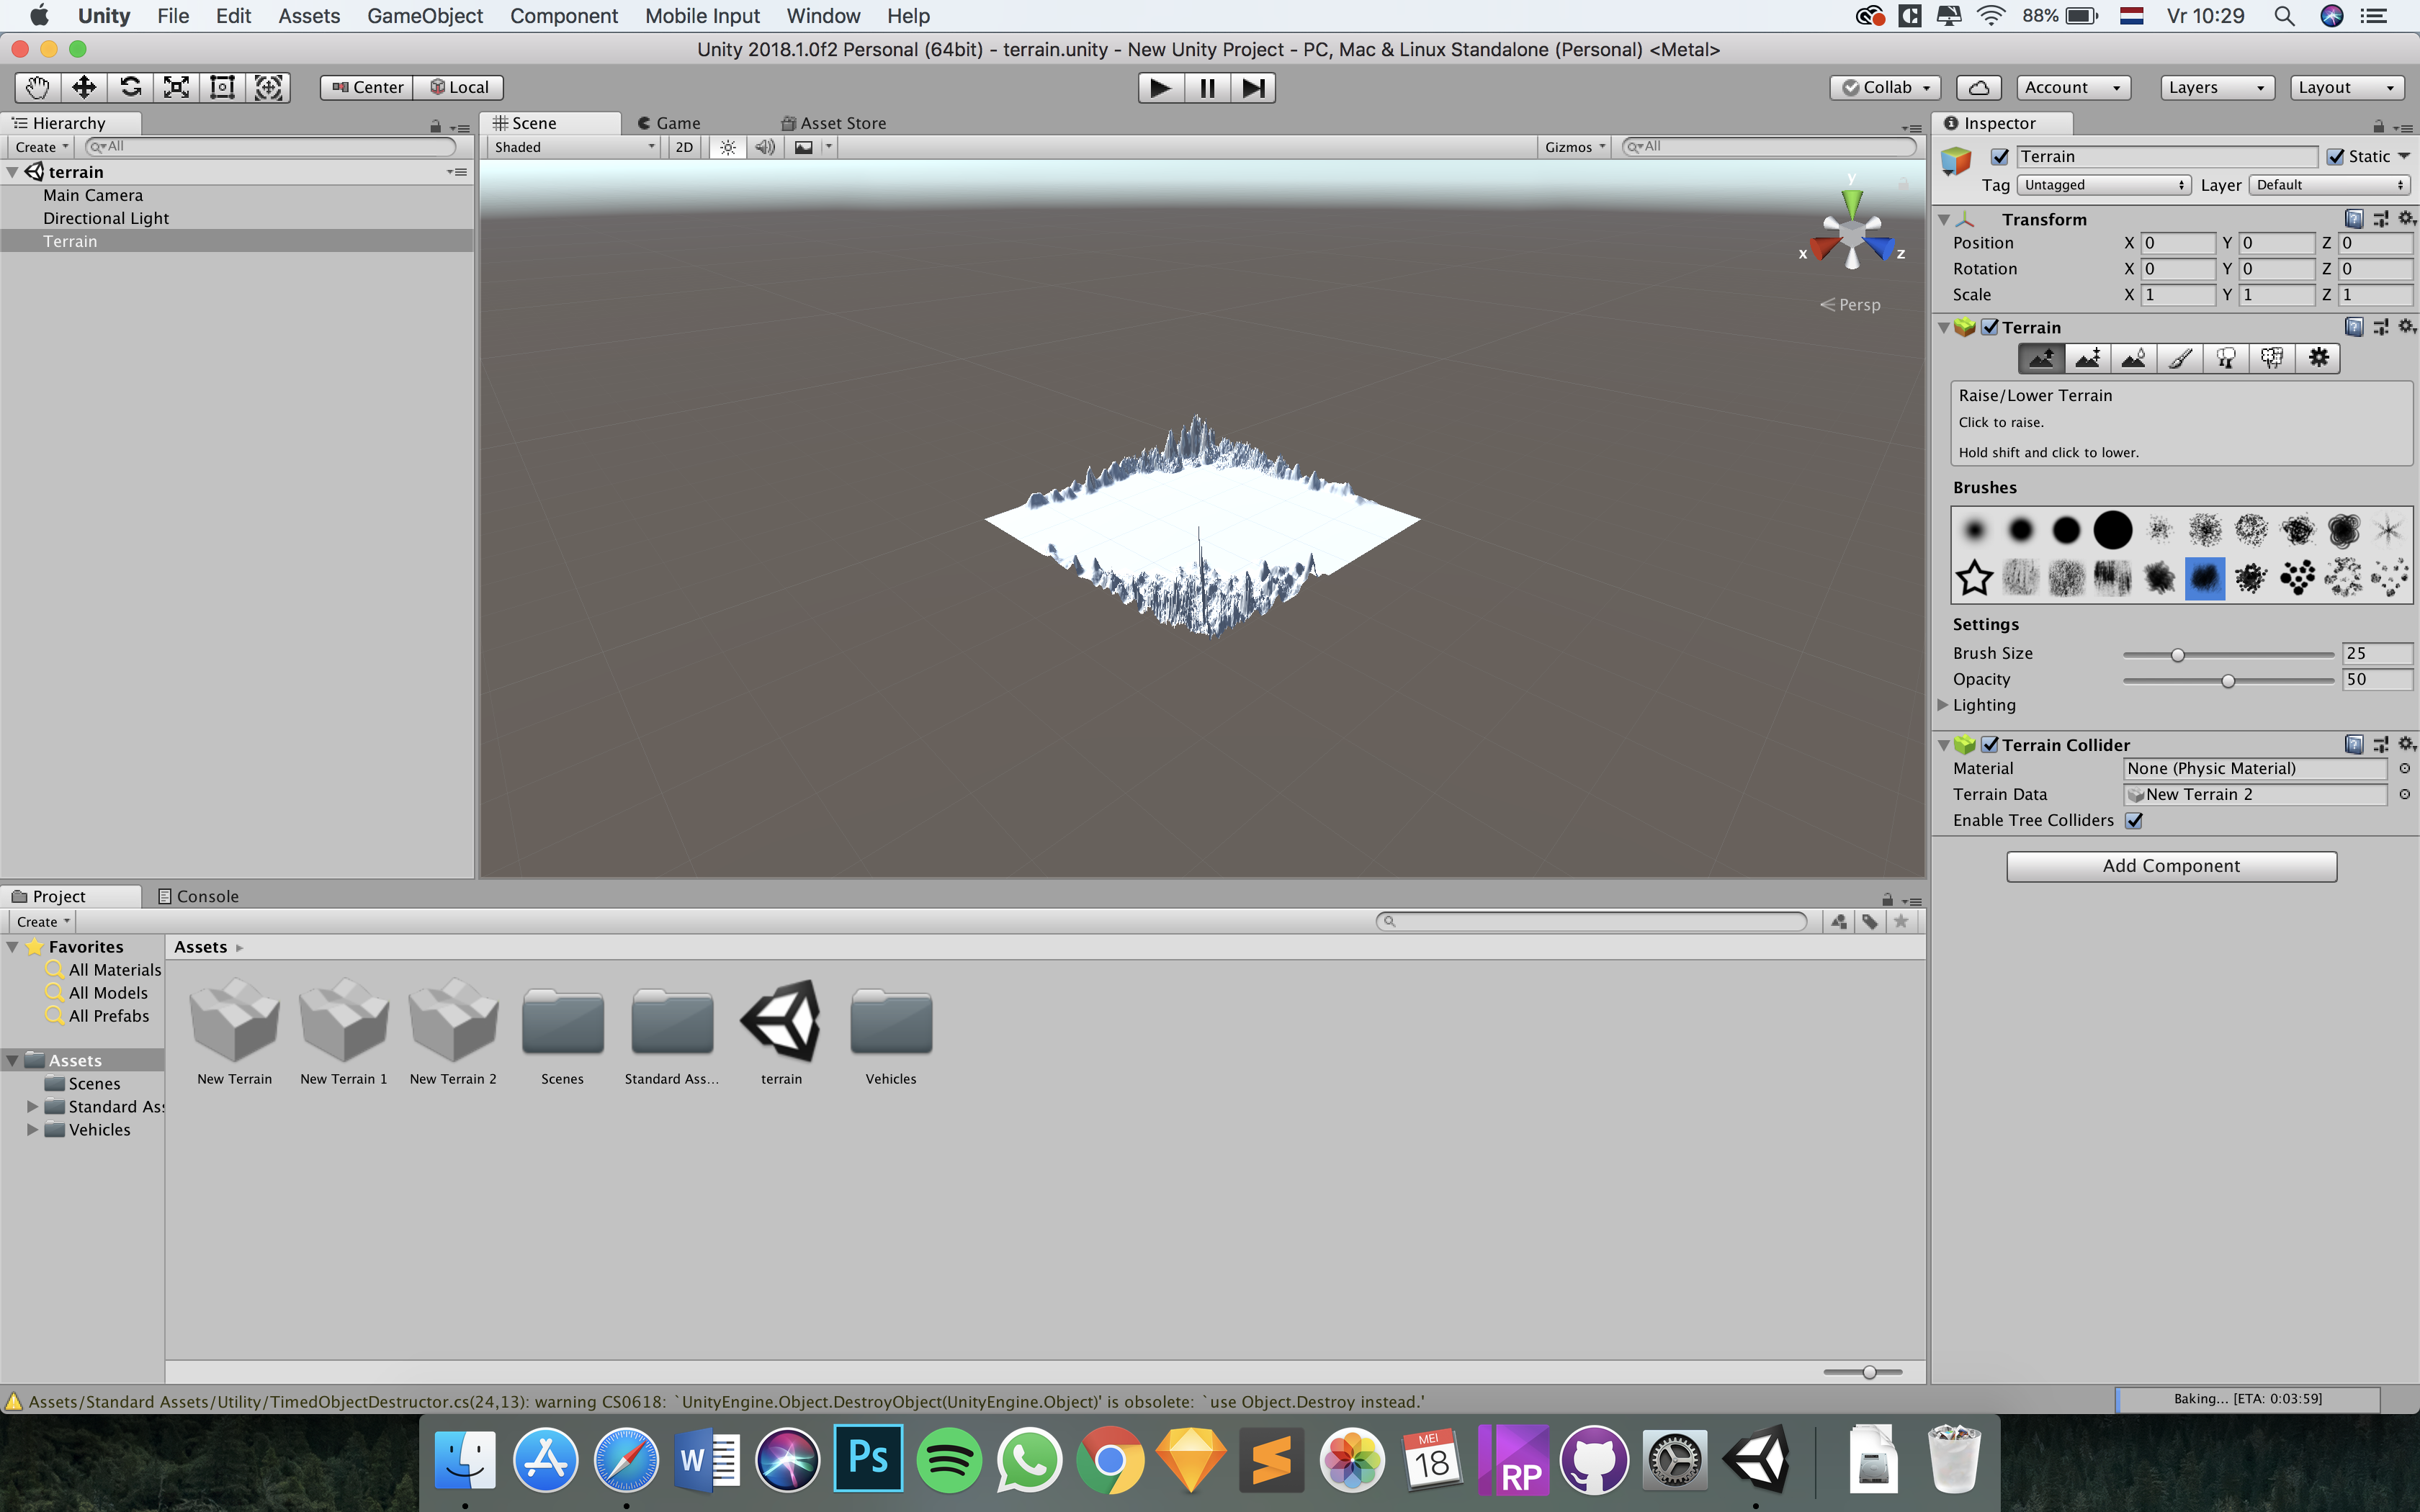 Unity File Edit Assets GameObject Component Mobile Input Window Help 88% Vr 10:29
Unity 2018.1.0f2 Personal (64bit) - terrain.unity - New Unity Project - PC, Mac & Linux Standalone (Personal) <Metal>
Center Local Collab Account Layers Layout
Hierarchy
Create All
terrain
Main Camera
Directional Light
Terrain
Scene Game Asset Store
Shaded 2D Gizmos All
y
x z
Persp
Inspector
Terrain Static
Tag Untagged Layer Default
Transform
Position X 0 Y 0 Z 0
Rotation X 0 Y 0 Z 0
Scale X 1 Y 1 Z 1
Terrain
Raise/Lower Terrain
Click to raise.
Hold shift and click to lower.
Brushes
Settings
Brush Size 25
Opacity 50
Lighting
Terrain Collider
Material None (Physic Material)
Terrain Data New Terrain 2
Enable Tree Colliders
Add Component
Project Console
Create
Favorites
All Materials
All Models
All Prefabs
Assets
Scenes
Standard Ass
Vehicles
Assets
New Terrain New Terrain 1 New Terrain 2 Scenes Standard Ass... terrain Vehicles
Assets/Standard Assets/Utility/TimedObjectDestructor.cs(24,13): warning CS0618: `UnityEngine.Object.DestroyObject(UnityEngine.Object)' is obsolete: `use Object.Destroy instead.'
Baking... [ETA: 0:03:59]
W Ps MEI 18 RP